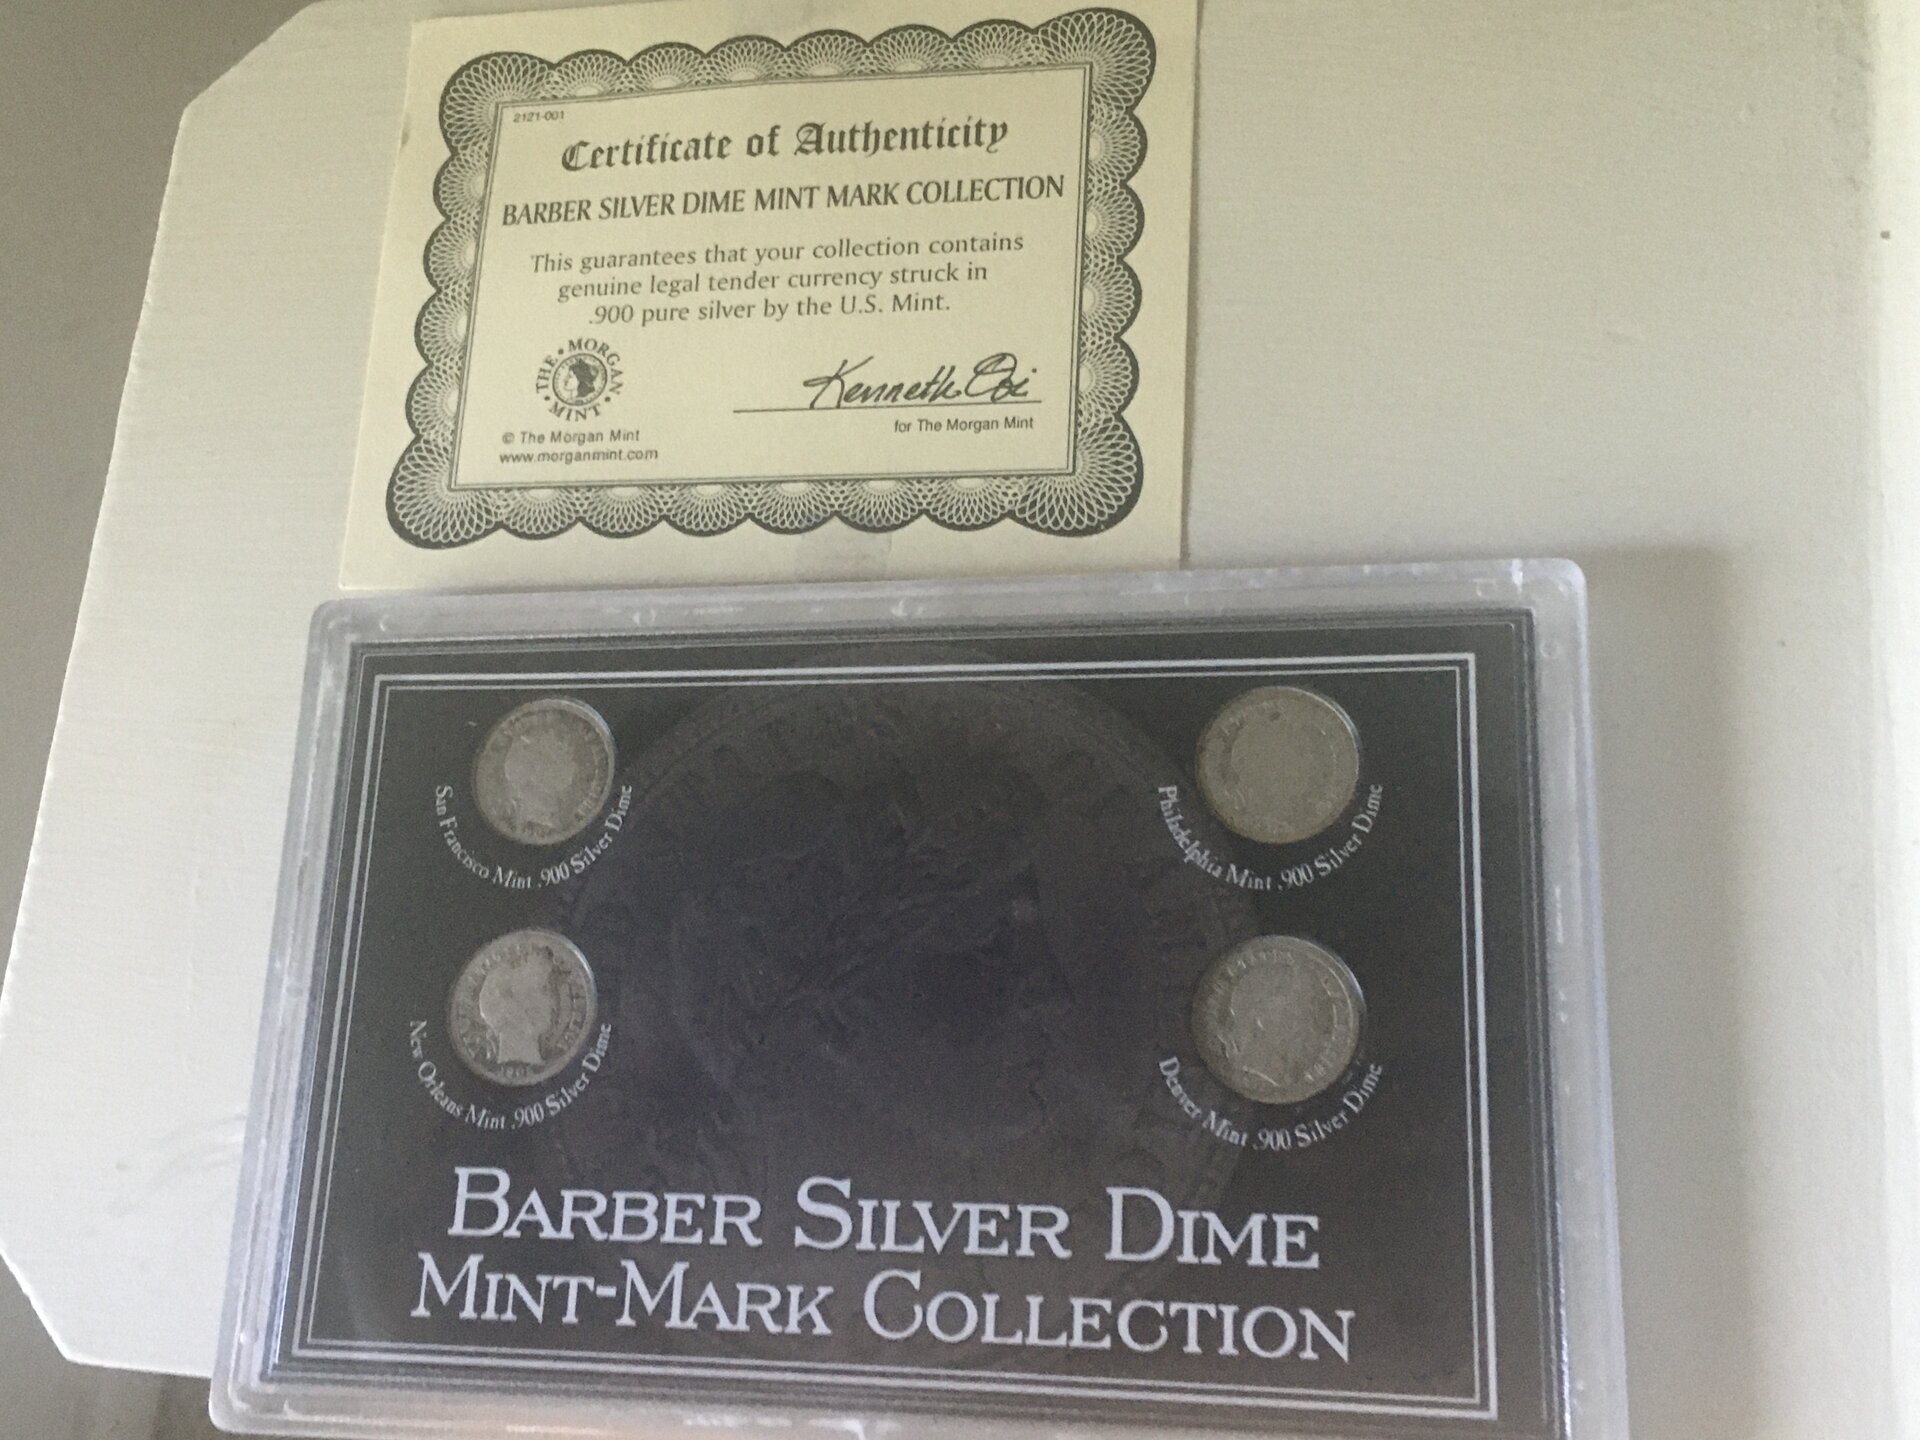 2121-001
Certificate of Authenticity
BARBER SILVER DIME MINT MARK COLLECTION
This guarantees that your collection contains
genuine legal tender currency struck in
.900 pure silver by the U.S. Mint.
THE • MORGAN • MINT •
Kenneth
for The Morgan Mint
© The Morgan Mint
www.morganmint.com
San Francisco Mint .900 Silver Dime
Philadelphia Mint .900 Silver Dime
New Orleans Mint .900 Silver Dime
Denver Mint .900 Silver Dime
BARBER SILVER DIME
MINT-MARK COLLECTION